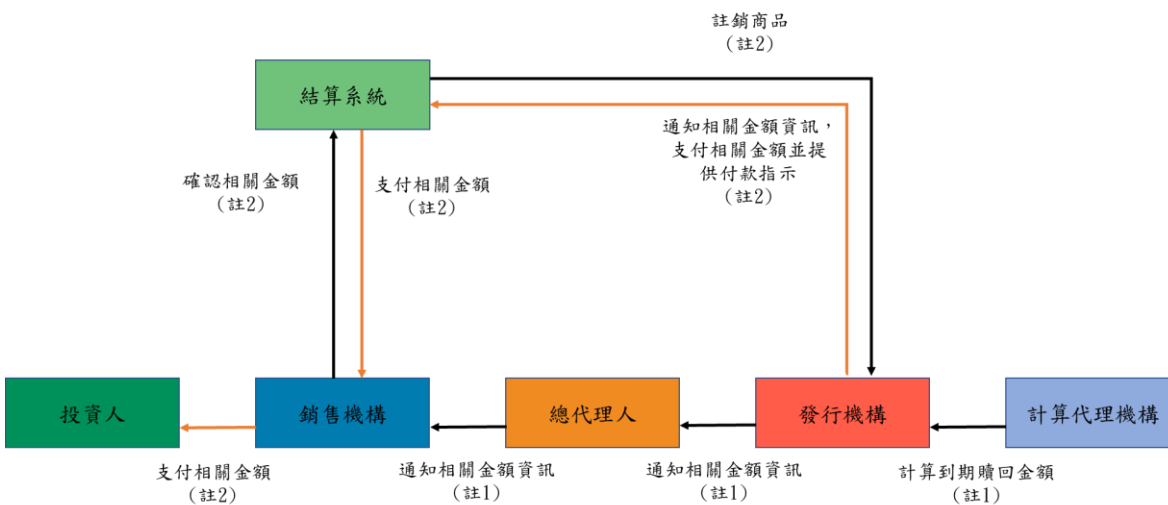 註銷商品
(註2)
結算系統
通知相關金額資訊，
支付相關金額並提
供付款指示
(註2)
確認相關金額
(註2)
支付相關金額
(註2)
投資人
銷售機構
總代理人
發行機構
計算代理機構
支付相關金額
(註2)
通知相關金額資訊
(註1)
通知相關金額資訊
(註1)
計算到期贖回金額
(註1)